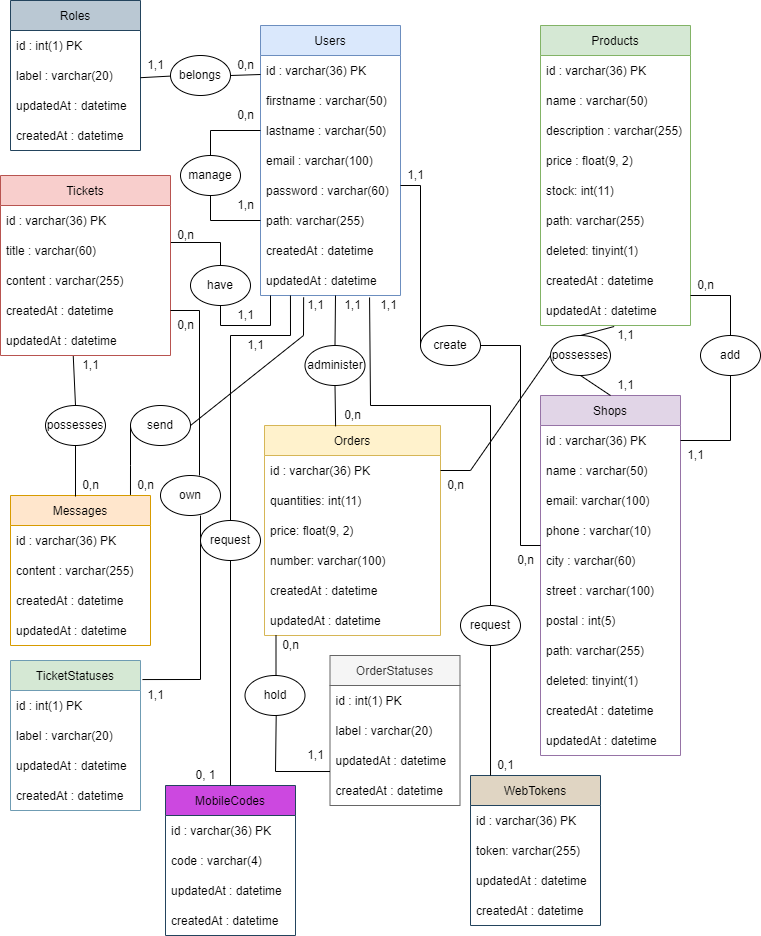 Roles
id : int(1) PK
label : varchar(20)
updatedAt : datetime
createdAt : datetime
1,1
belongs
0,n
Users
id : varchar(36) PK
firstname : varchar(50)
lastname : varchar(50)
email : varchar(100)
password : varchar(60)
path: varchar(255)
createdAt : datetime
updatedAt : datetime
0,n
manage
1,n
Products
id : varchar(36) PK
name : varchar(50)
description : varchar(255)
price : float(9, 2)
stock: int(11)
path: varchar(255)
deleted: tinyint(1)
createdAt : datetime
updatedAt : datetime
Tickets
id : varchar(36) PK
title : varchar(60)
content : varchar(255)
createdAt : datetime
updatedAt : datetime
0,n
have
1,1
0,n
1,1
1,1
1,1
1,1
1,1
create
0,n
0,n
add
1,1
1,1
possesses
1,1
0,n
administer
0,n
1,1
possesses
0,n
send
0,n
own
1,1
request
0, 1
Shops
id : varchar(36) PK
name : varchar(50)
email: varchar(100)
phone : varchar(10)
city : varchar(60)
street : varchar(100)
postal : int(5)
path: varchar(255)
deleted: tinyint(1)
createdAt : datetime
updatedAt : datetime
Orders
id : varchar(36) PK
quantities: int(11)
price: float(9, 2)
number: varchar(100)
createdAt : datetime
updatedAt : datetime
0,n
hold
1,1
request
0,1
Messages
id : varchar(36) PK
content : varchar(255)
createdAt : datetime
updatedAt : datetime
TicketStatuses
id : int(1) PK
label : varchar(20)
updatedAt : datetime
createdAt : datetime
OrderStatuses
id : int(1) PK
label : varchar(20)
updatedAt : datetime
createdAt : datetime
MobileCodes
id : varchar(36) PK
code : varchar(4)
updatedAt : datetime
createdAt : datetime
WebTokens
id : varchar(36) PK
token: varchar(255)
updatedAt : datetime
createdAt : datetime